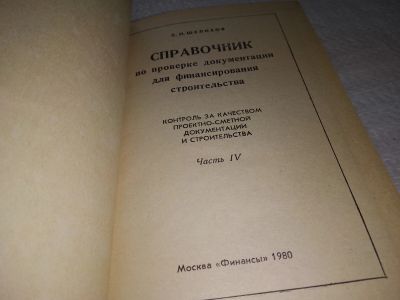 СПРАВОЧНИК
по проверке документации
для финансирования
строительства
КОНТРОЛЬ ЗА КАЧЕСТВОМ
ПРОЕКТНО-СМЕТНОЙ
ДОКУМЕНТАЦИИ
И СТРОИТЕЛЬСТВА
Часть IV
Москва «Финансы» 1980